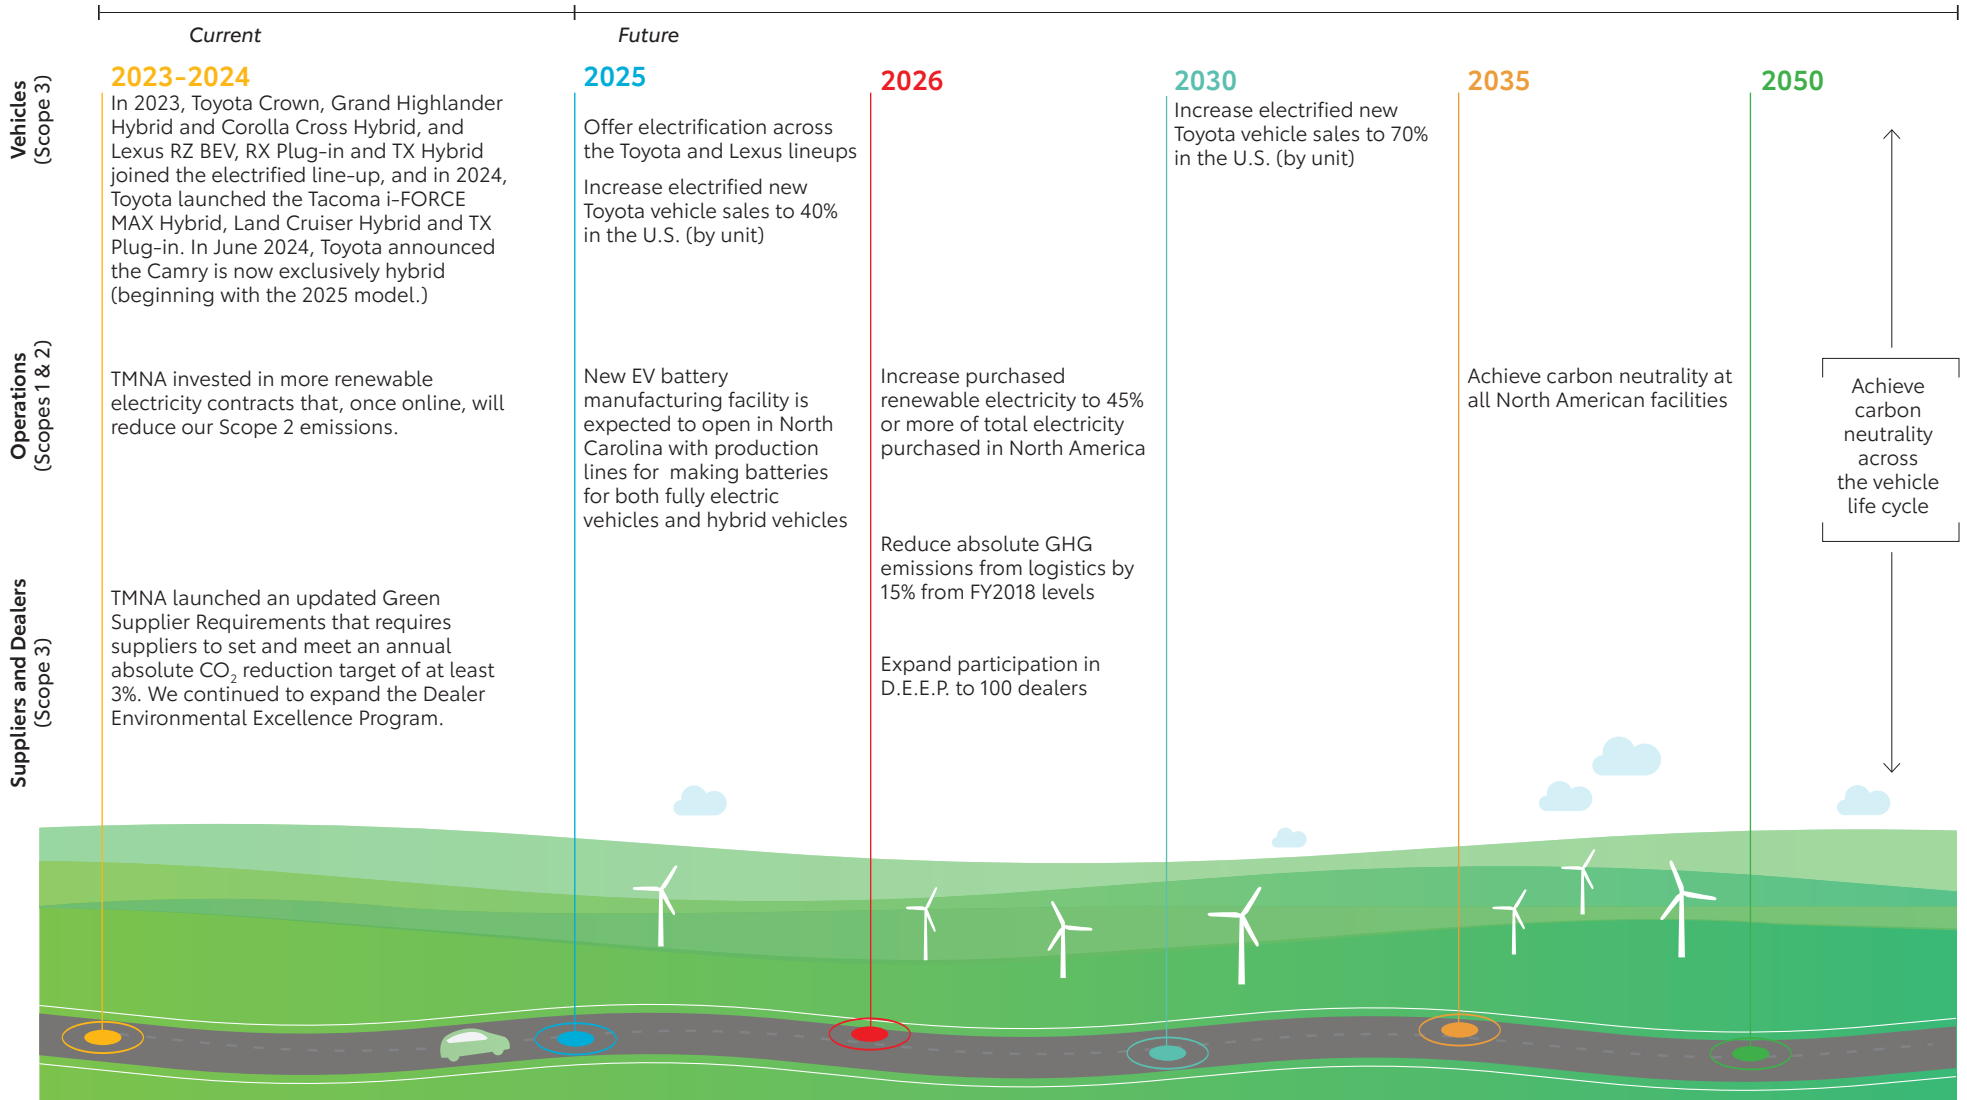 Current
Future
Vehicles
(Scope 3)
Operations
(Scopes 1 & 2)
Suppliers and Dealers
(Scope 3)
2023-2024
In 2023, Toyota Crown, Grand Highlander
Hybrid and Corolla Cross Hybrid, and
Lexus RZ BEV, RX Plug-in and TX Hybrid
joined the electrified line-up, and in 2024,
Toyota launched the Tacoma i-FORCE
MAX Hybrid, Land Cruiser Hybrid and TX
Plug-in. In June 2024, Toyota announced
the Camry is now exclusively hybrid
(beginning with the 2025 model.)
TMNA invested in more renewable
electricity contracts that, once online, will
reduce our Scope 2 emissions.
TMNA launched an updated Green
Supplier Requirements that requires
suppliers to set and meet an annual
absolute CO₂ reduction target of at least
3%. We continued to expand the Dealer
Environmental Excellence Program.
2025
Offer electrification across
the Toyota and Lexus lineups
Increase electrified new
Toyota vehicle sales to 40%
in the U.S. (by unit)
New EV battery
manufacturing facility is
expected to open in North
Carolina with production
lines for  making batteries
for both fully electric
vehicles and hybrid vehicles
2026
Increase purchased
renewable electricity to 45%
or more of total electricity
purchased in North America
Reduce absolute GHG
emissions from logistics by
15% from FY2018 levels
Expand participation in
D.E.E.P. to 100 dealers
2030
Increase electrified new
Toyota vehicle sales to 70%
in the U.S. (by unit)
2035
Achieve carbon neutrality at
all North American facilities
2050
Achieve
carbon
neutrality
across
the vehicle
life cycle